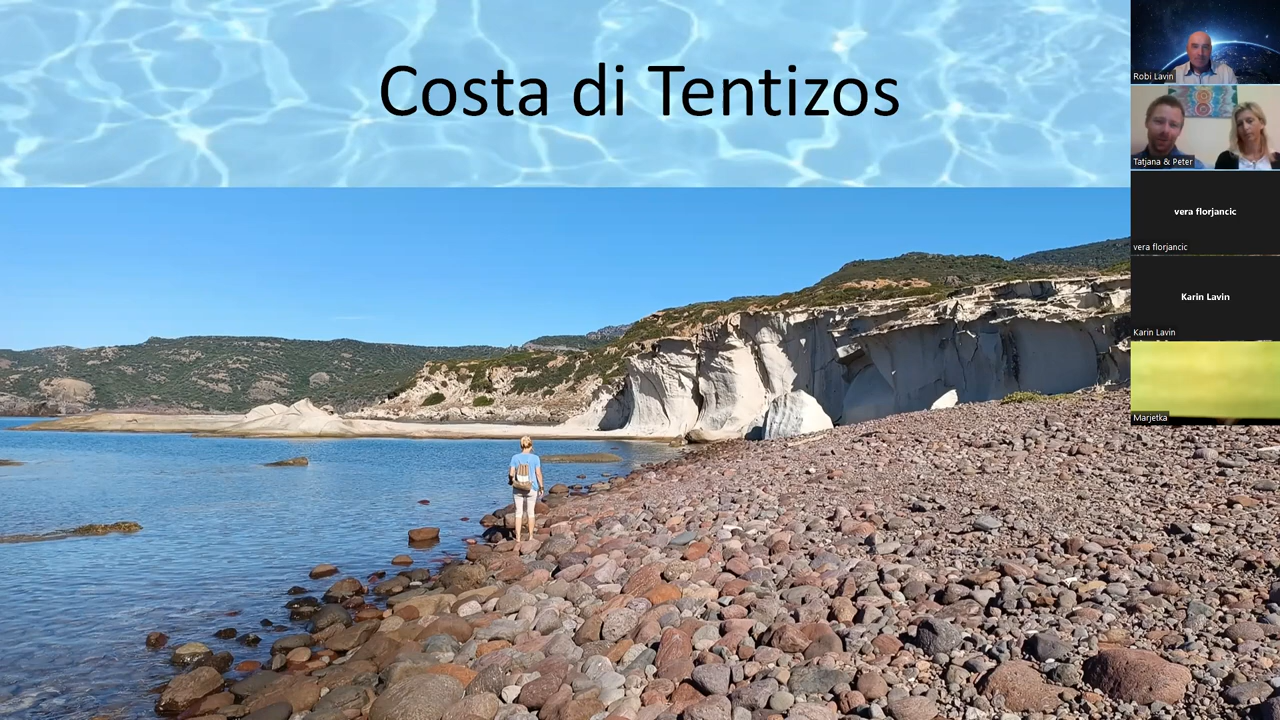 Costa di Tentizos
Robi Lavin
Tatjana & Peter
vera florjancic
vera florjancic
Karin Lavin
Karin Lavin
Marjetka